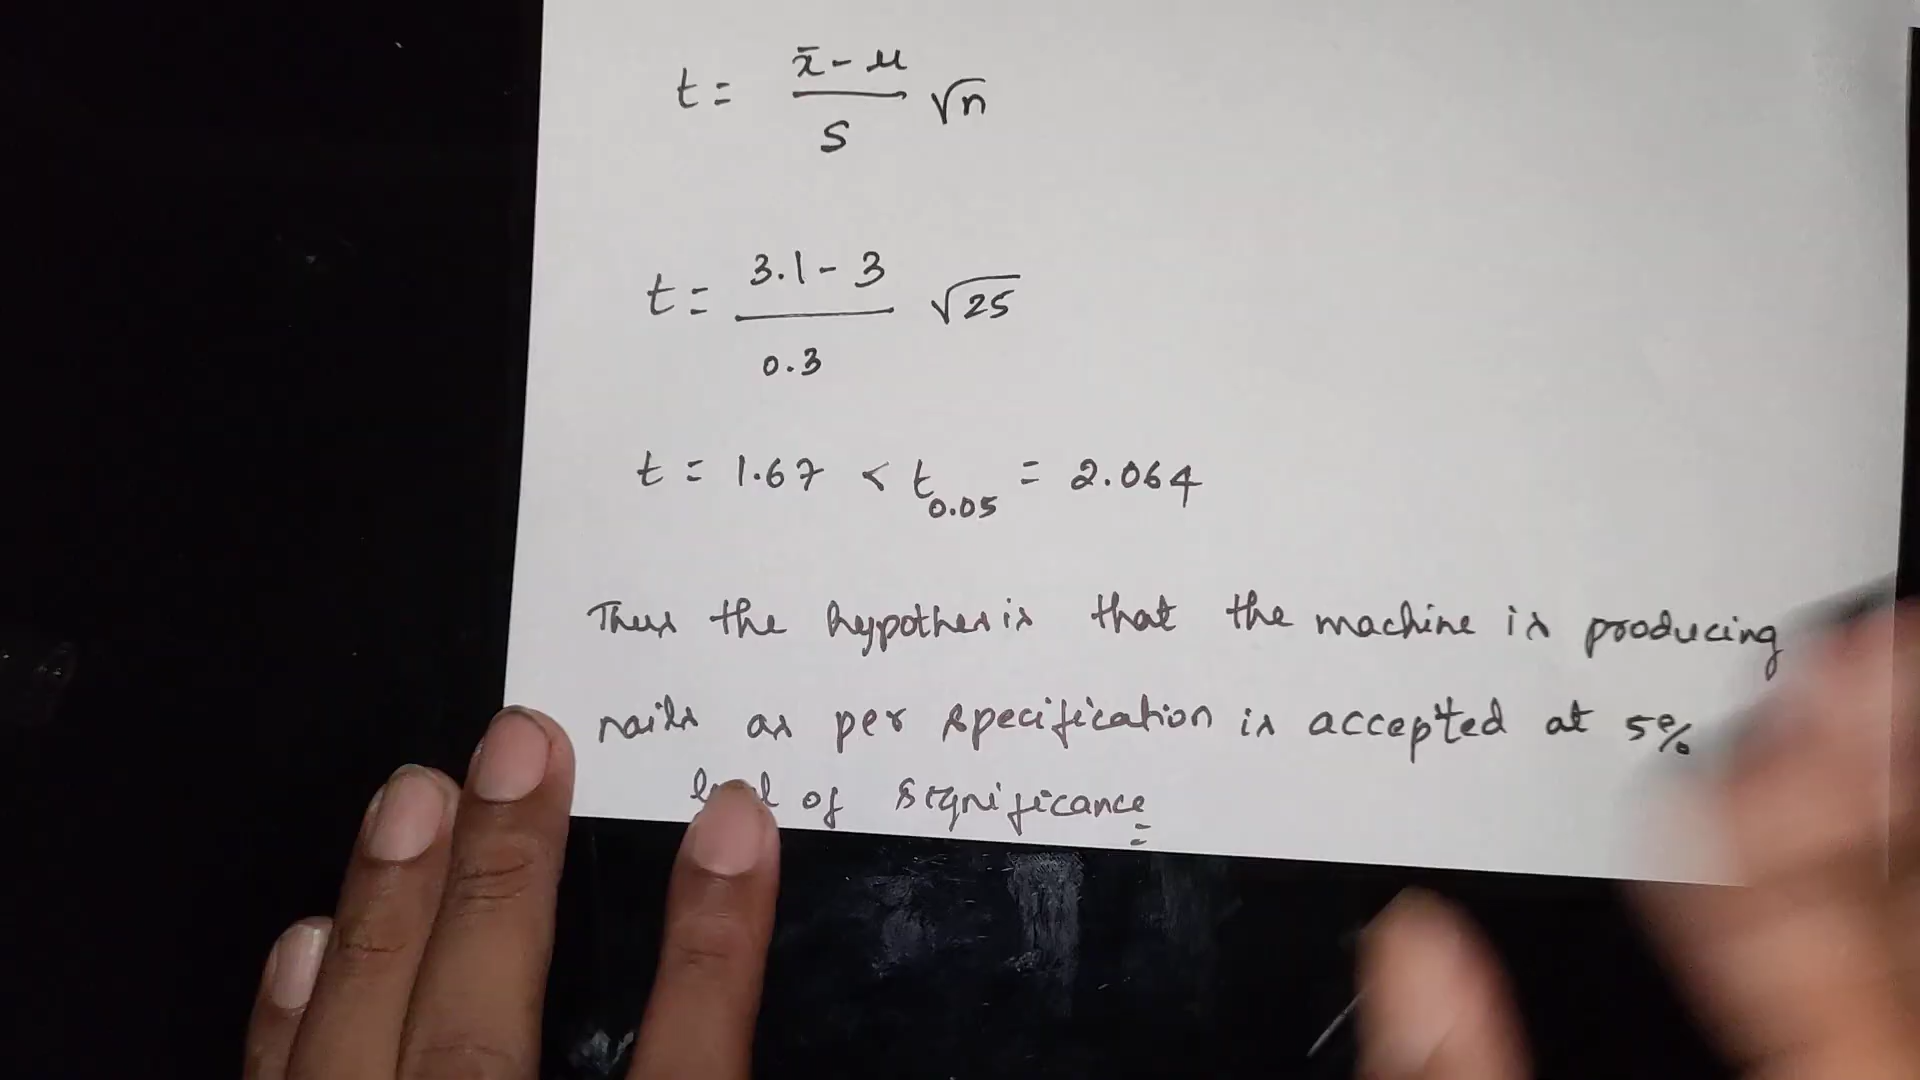 t = x̄ - μ / S √n
t = 3.1 - 3 / 0.3 √25
t = 1.67 < t0.05 = 2.064
Thus the hypothesis is that the machine is producing
nails as per specification is accepted at 5%
of significance